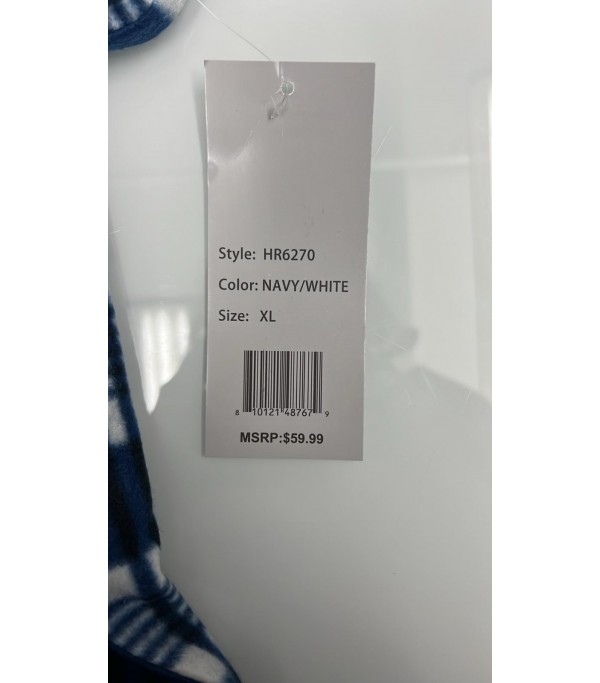 Style: HR6270
Color: NAVY/WHITE
Size: XL
8 10121 48767 9
MSRP:$59.99